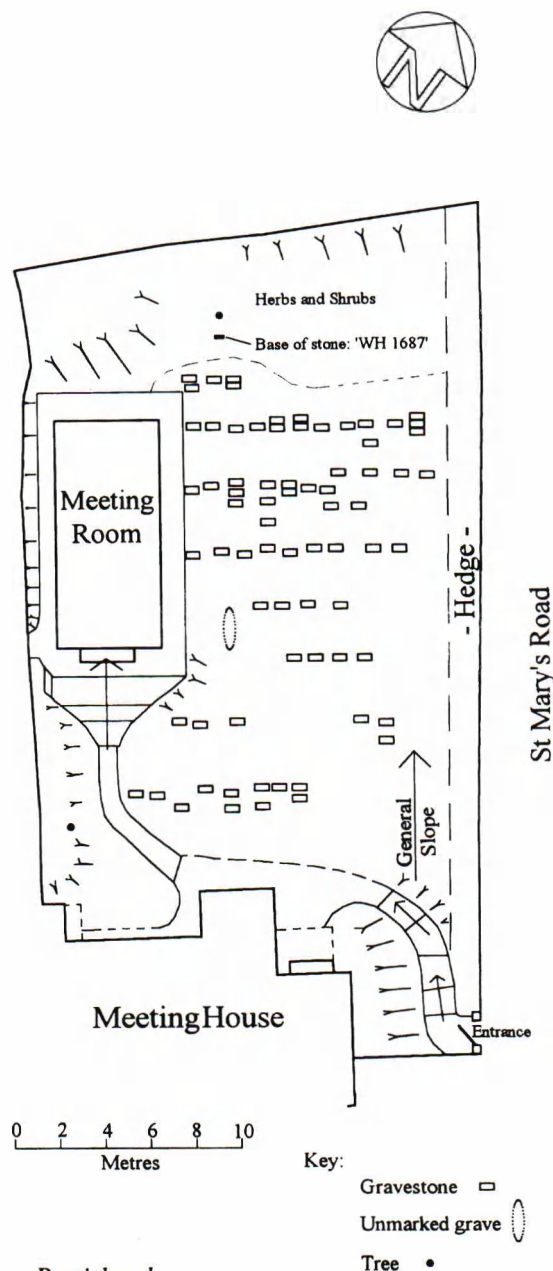 N
Herbs and Shrubs
Base of stone: 'WH 1687'
Meeting
Room
- Hedge -
St Mary's Road
General
Slope
Meeting House
Entrance
0 2 4 6 8 10
Metres
Key:
Gravestone
Unmarked grave
Tree